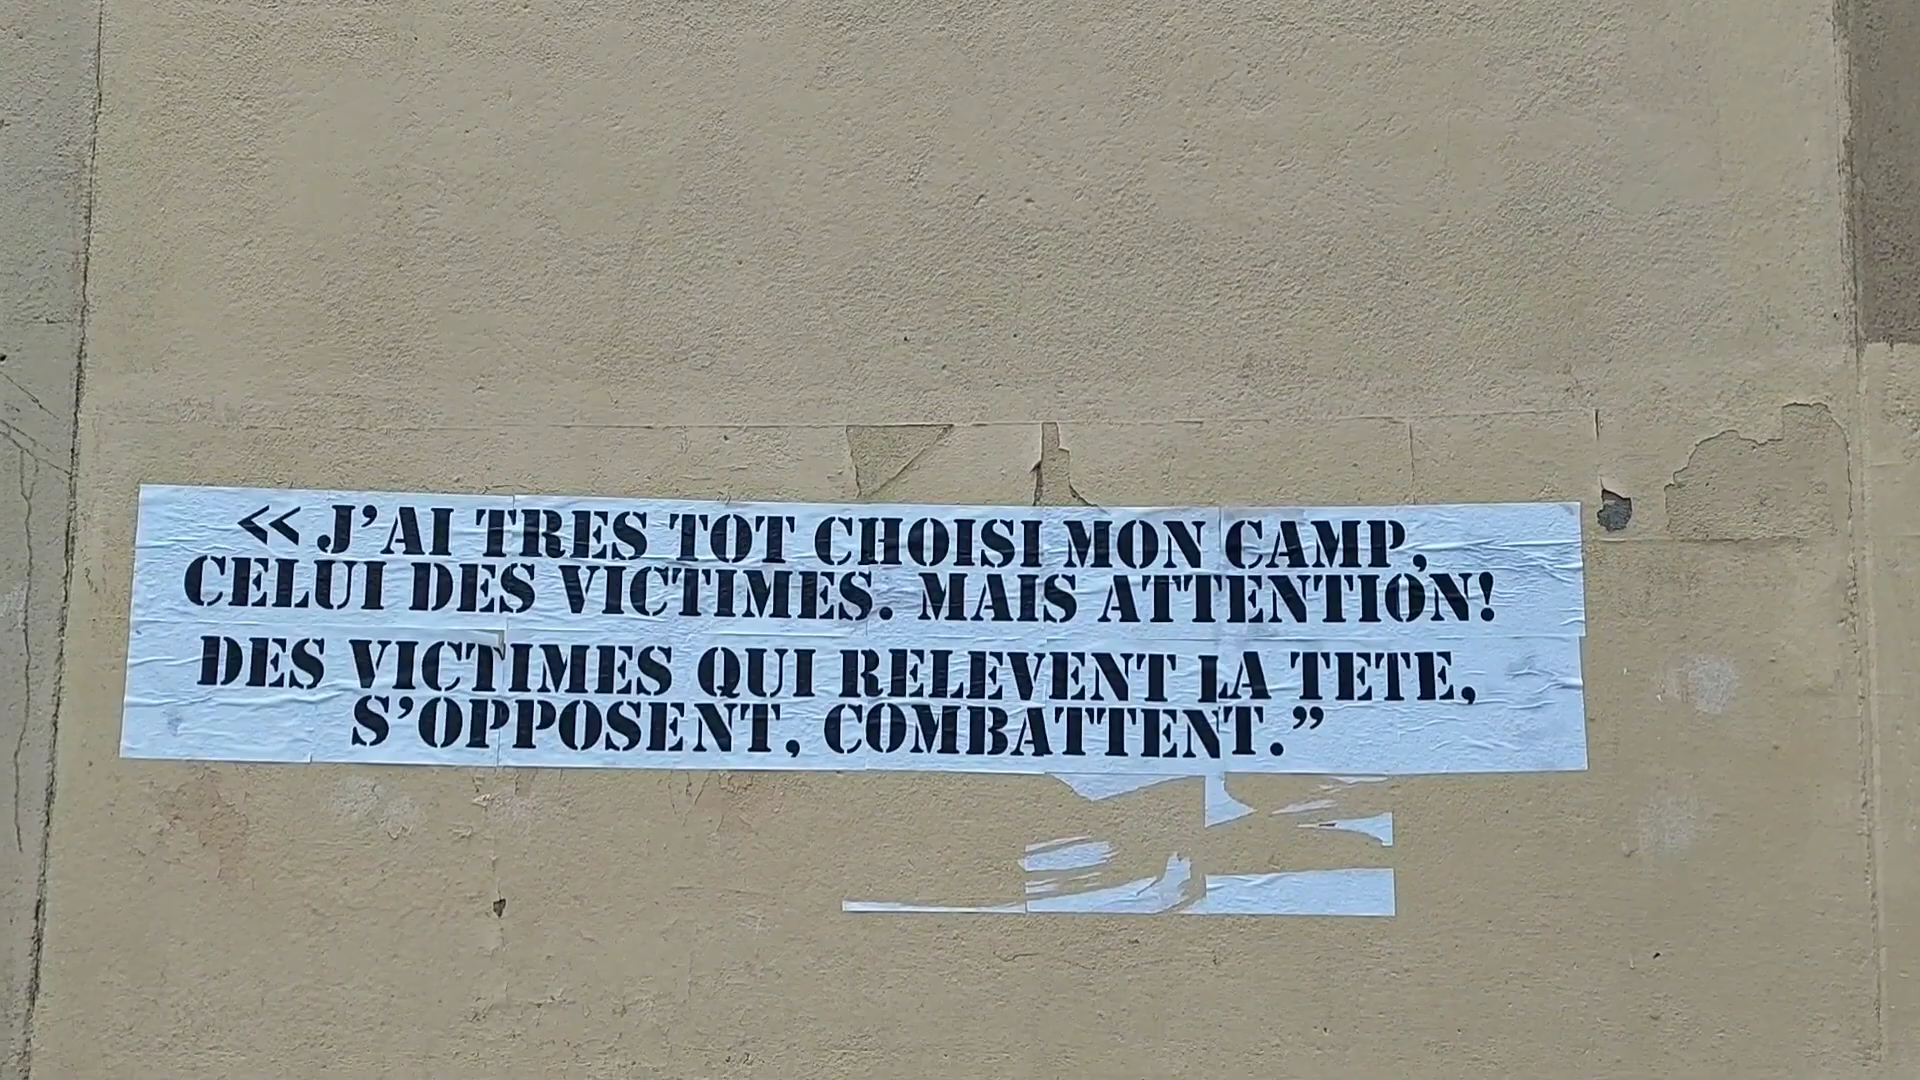 << J’AI TRES TOT CHOISI MON CAMP,
CELUI DES VICTIMES. MAIS ATTENTION!
DES VICTIMES QUI RELEVENT LA TETE,
S’OPPOSENT, COMBATTENT.”